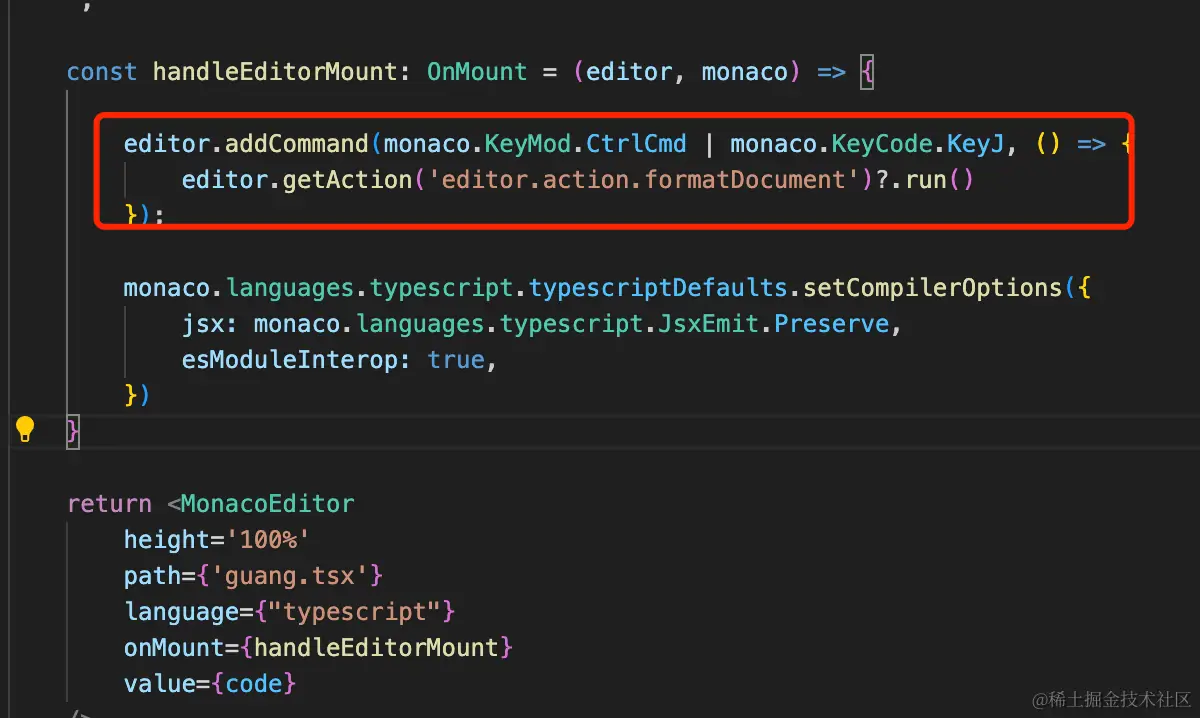 ,
const handleEditorMount: OnMount = (editor, monaco) => {
editor.addCommand(monaco.KeyMod.CtrlCmd | monaco.KeyCode.KeyJ, () => {
editor.getAction('editor.action.formatDocument')?.run()
});
monaco.languages.typescript.typescriptDefaults.setCompilerOptions({
jsx: monaco.languages.typescript.JsxEmit.Preserve,
esModuleInterop: true,
})
}
return <MonacoEditor
height='100%'
path={'guang.tsx'}
language={"typescript"}
onMount={handleEditorMount}
value={code}
/>
@稀土掘金技术社区